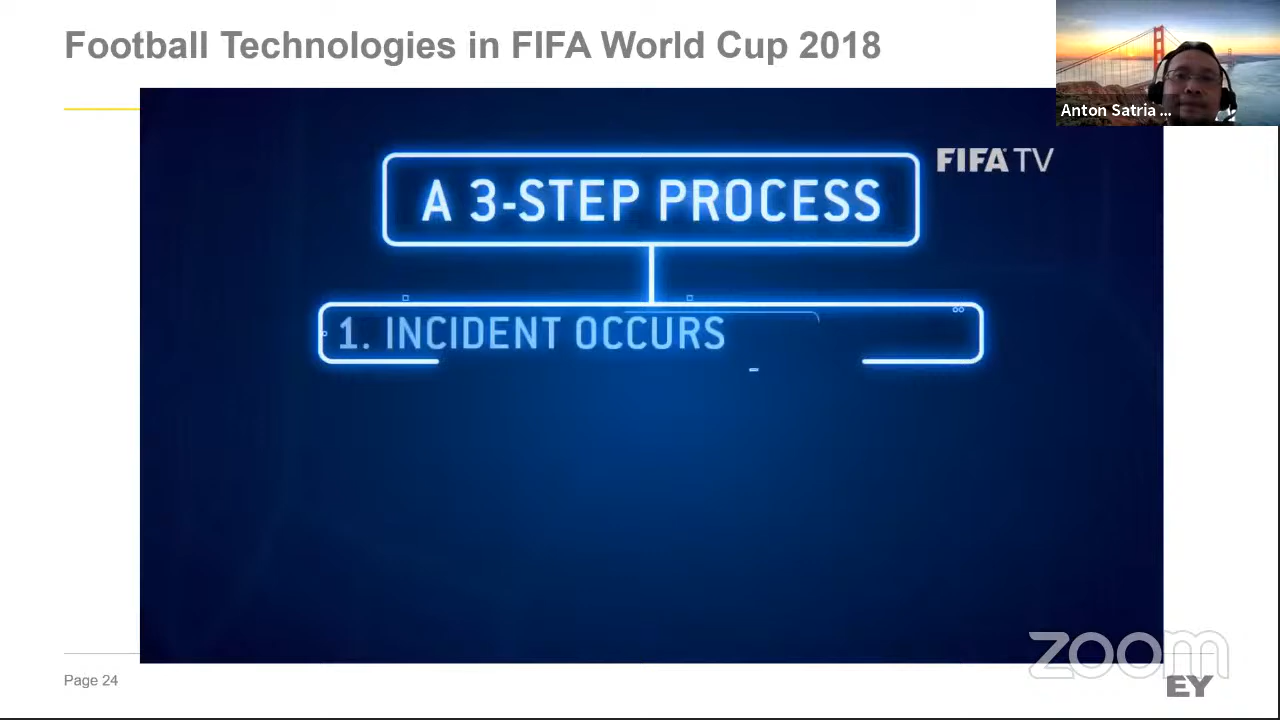 Football Technologies in FIFA World Cup 2018
Anton Satria ...
FIFA TV
A 3-STEP PROCESS
1. INCIDENT OCCURS
zoom
Page 24
EY